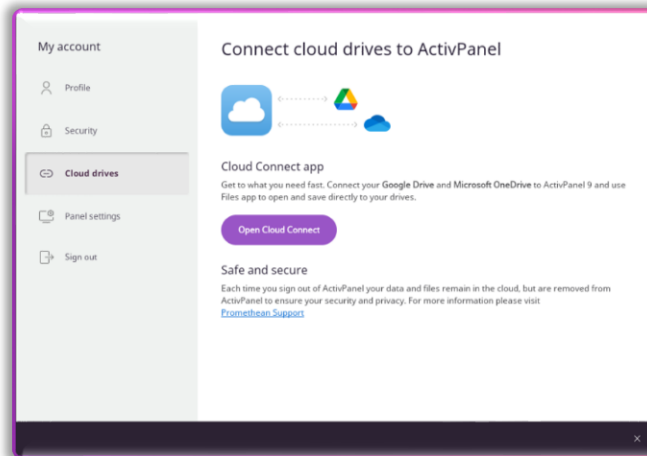 My account
Profile
Security
Cloud drives
Panel settings
Sign out
Connect cloud drives to ActivPanel
Cloud Connect app
Get to what you need fast. Connect your Google Drive and Microsoft OneDrive to ActivPanel 9 and use
Files app to open and save directly to your drives.
Open Cloud Connect
Safe and secure
Each time you sign out of ActivPanel your data and files remain in the cloud, but are removed from
ActivPanel to ensure your security and privacy. For more information please visit
Promethean Support